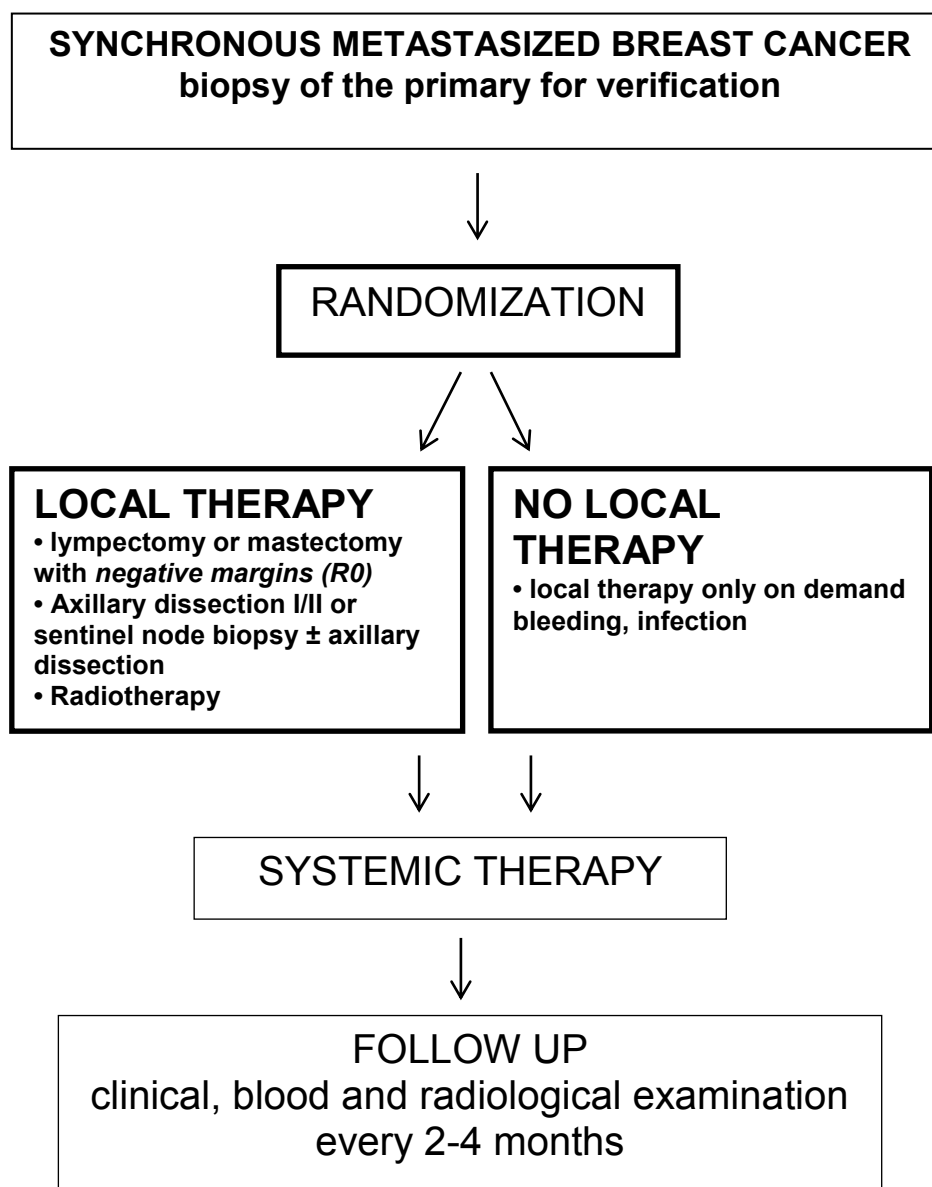 SYNCHRONOUS METASTASIZED BREAST CANCER
biopsy of the primary for verification
RANDOMIZATION
LOCAL THERAPY
• lympectomy or mastectomy
with negative margins (R0)
• Axillary dissection I/II or
sentinel node biopsy ± axillary
dissection
• Radiotherapy
NO LOCAL
THERAPY
• local therapy only on demand
bleeding, infection
SYSTEMIC THERAPY
FOLLOW UP
clinical, blood and radiological examination
every 2-4 months